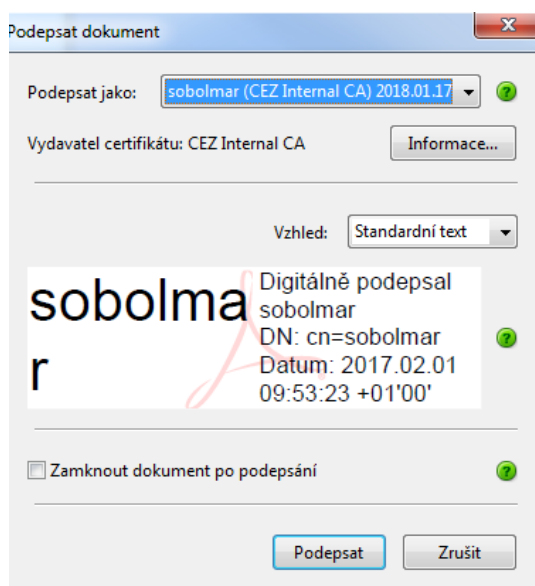 Podepsat dokument
x
Podepsat jako: sobolmar (CEZ Internal CA) 2018.01.17 ?
Vydavatel certifikátu: CEZ Internal CA Informace...
Vzhled: Standardní text
sobolma
r
Digitálně podepsal
sobolmar
DN: cn=sobolmar
Datum: 2017.02.01
09:53:23 +01'00'
?
Zamknout dokument po podepsání ?
Podepsat Zrušit